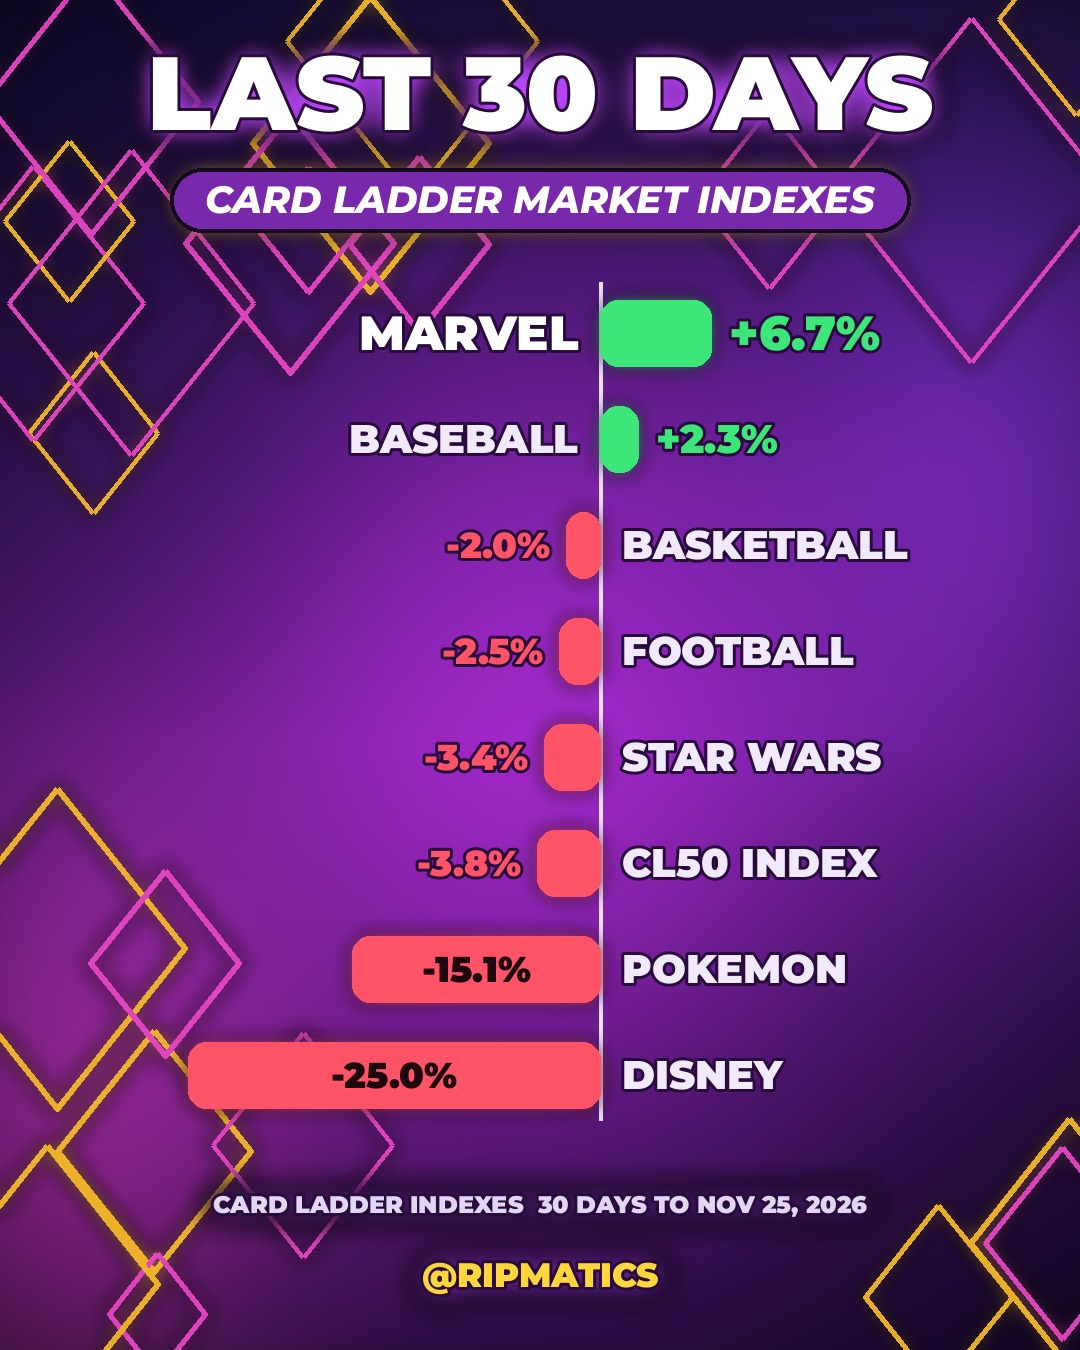 LAST 30 DAYS
CARD LADDER MARKET INDEXES
MARVEL +6.7%
BASEBALL +2.3%
-2.0% BASKETBALL
-2.5% FOOTBALL
-3.4% STAR WARS
-3.8% CL50 INDEX
-15.1% POKEMON
-25.0% DISNEY
CARD LADDER INDEXES 30 DAYS TO NOV 25, 2026
@RIPMATICS